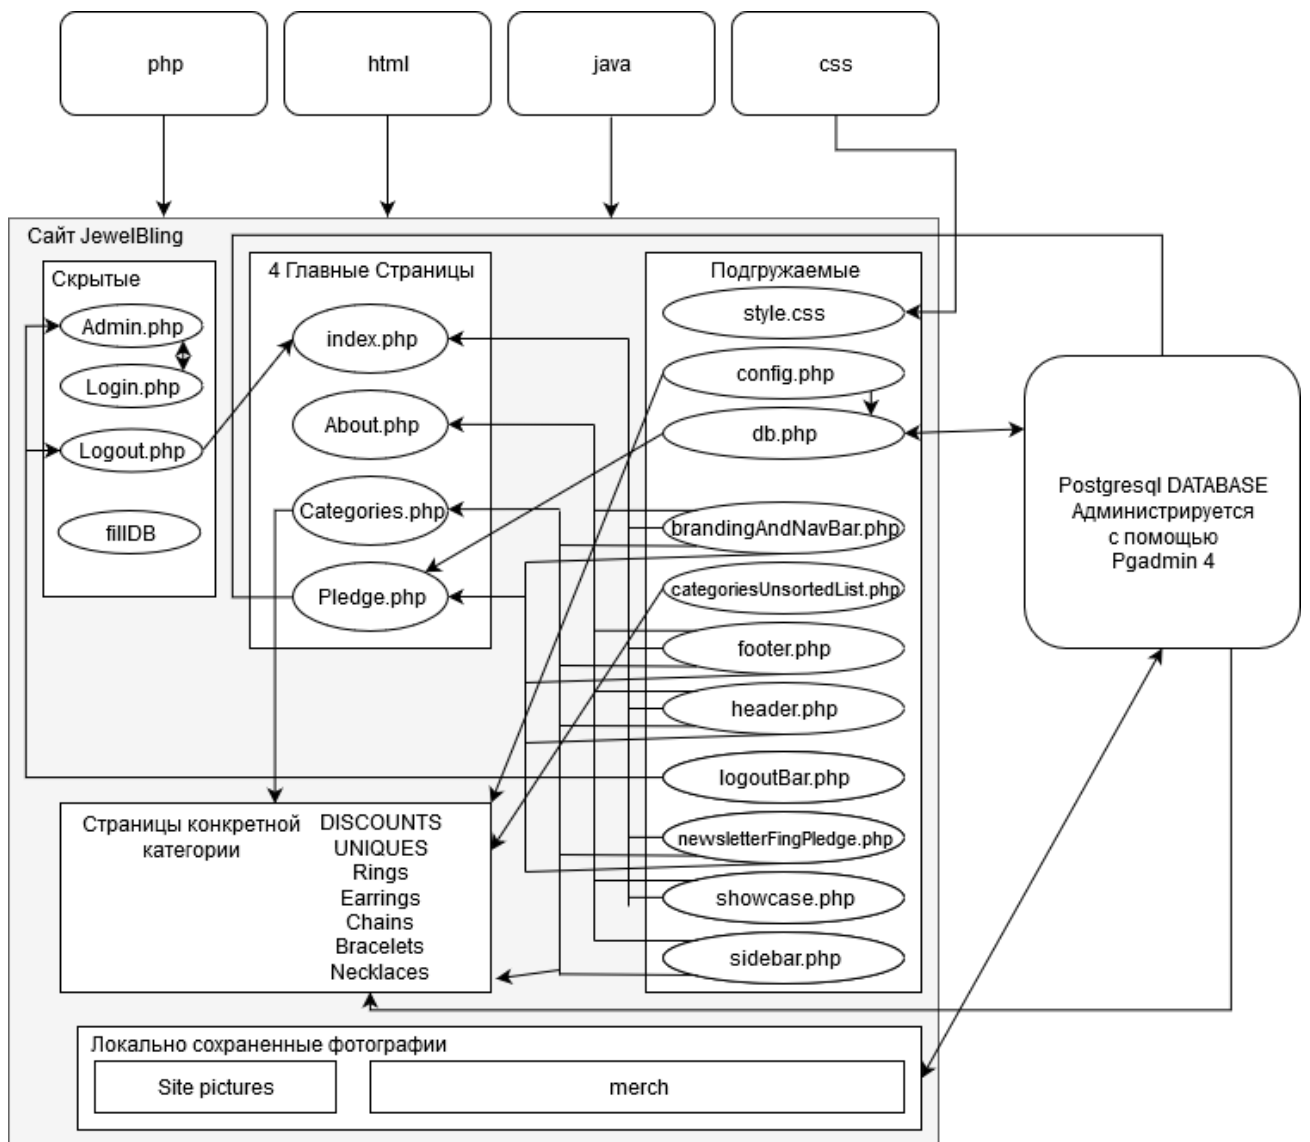 php
html
java
css
Сайт JewelBling
Скрытые
Admin.php
Login.php
Logout.php
fillDB
4 Главные Страницы
index.php
About.php
Categories.php
Pledge.php
Подгружаемые
style.css
config.php
db.php
brandingAndNavBar.php
categoriesUnsortedList.php
footer.php
header.php
logoutBar.php
newsletterFingPledge.php
showcase.php
sidebar.php
Postgresql DATABASE
Администрируется
с помощью
Pgadmin 4
Страницы конкретной
категории
DISCOUNTS
UNIQUES
Rings
Earrings
Chains
Bracelets
Necklaces
Локально сохраненные фотографии
Site pictures
merch